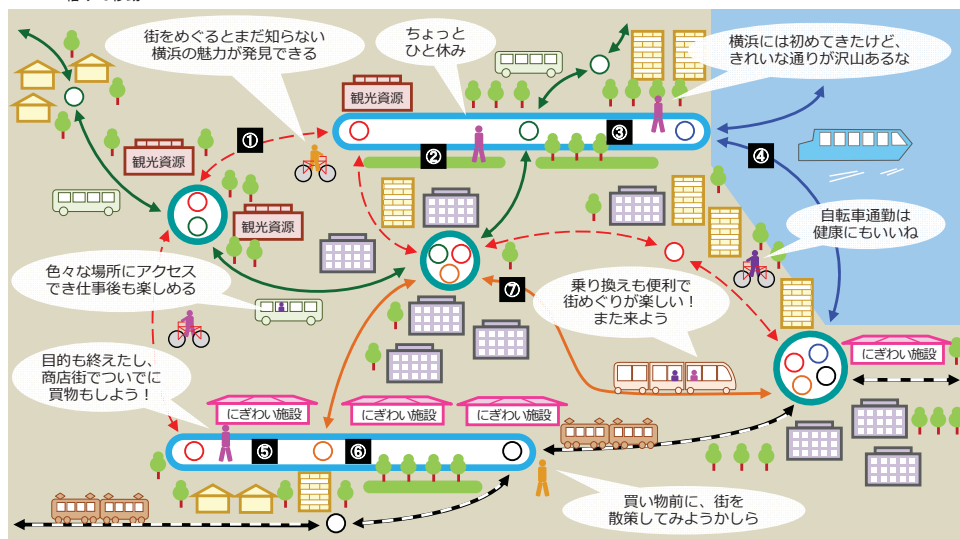 街をめぐるとまだ知らない
横浜の魅力が発見できる
ちょっと
ひと休み
横浜には初めてきたけど、
きれいな通りが沢山あるな
観光資源
①
②
③
④
観光資源
観光資源
自転車通勤は
健康にもいいね
色々な場所にアクセス
でき仕事後も楽しめる
⑦
乗り換えも便利で
街めぐりが楽しい！
また来よう
目的も終えたし、
商店街でついでに
買物もしよう！
にぎわい施設
にぎわい施設
にぎわい施設
にぎわい施設
⑤
⑥
買い物前に、街を
散策してみようかしら